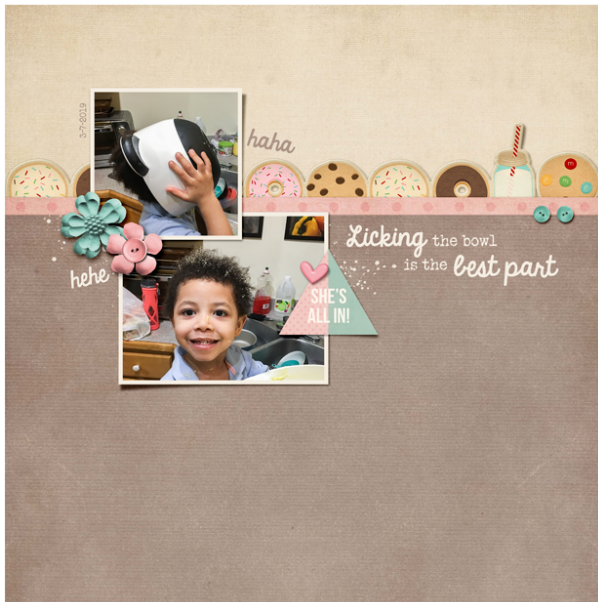 3-7-2019
haha
Licking the bowl
is the best part
hehe
SHE'S
ALL IN!
m
m
m